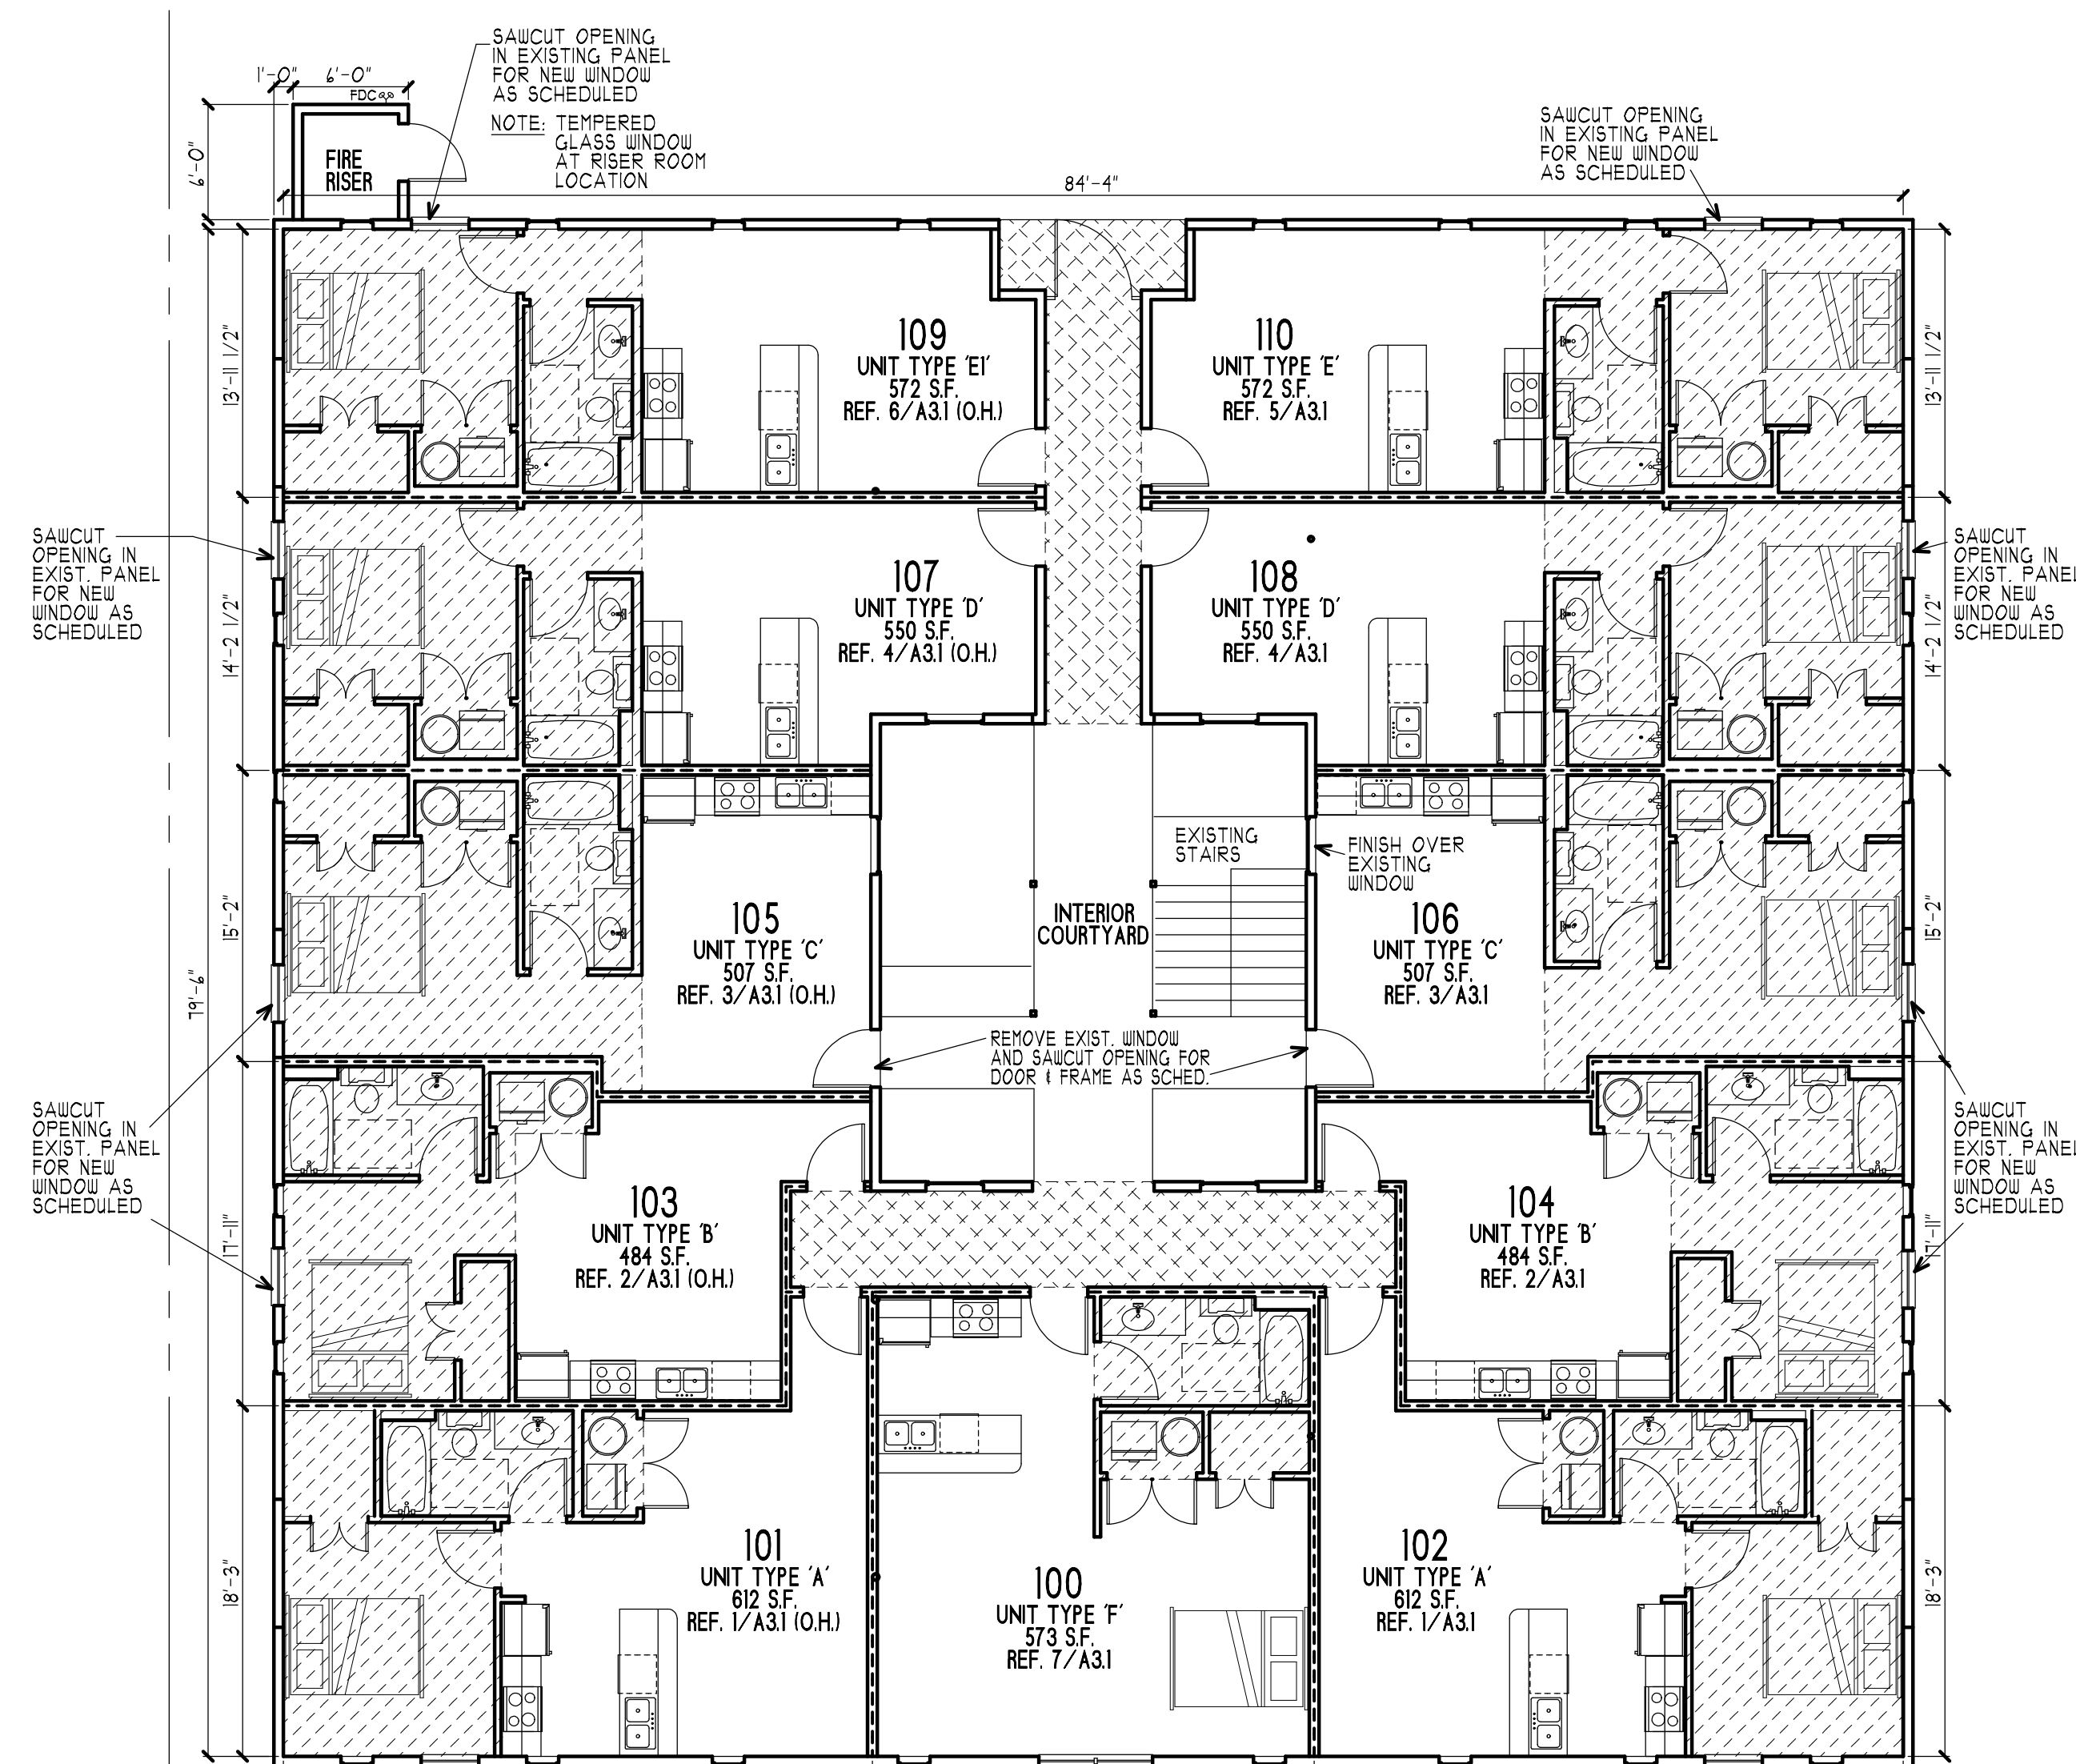 SAWCUT OPENING
IN EXISTING PANEL
FOR NEW WINDOW
AS SCHEDULED
NOTE: TEMPERED
GLASS WINDOW
AT RISER ROOM
LOCATION
1'-0" 6'-0"
FDC
6'-0"
FIRE
RISER
SAWCUT OPENING
IN EXISTING PANEL
FOR NEW WINDOW
AS SCHEDULED
84'-4"
13'-11 1/2"
109
UNIT TYPE 'E1'
572 S.F.
REF. 6/A3.1 (O.H.)
110
UNIT TYPE 'E'
572 S.F.
REF. 5/A3.1
13'-11 1/2"
SAWCUT
OPENING IN
EXIST. PANEL
FOR NEW
WINDOW AS
SCHEDULED
14'-2 1/2"
107
UNIT TYPE 'D'
550 S.F.
REF. 4/A3.1 (O.H.)
108
UNIT TYPE 'D'
550 S.F.
REF. 4/A3.1
14'-2 1/2"
SAWCUT
OPENING IN
EXIST. PANEL
FOR NEW
WINDOW AS
SCHEDULED
79'-6"
15'-2"
105
UNIT TYPE 'C'
507 S.F.
REF. 3/A3.1 (O.H.)
EXISTING
STAIRS
INTERIOR
COURTYARD
FINISH OVER
EXISTING
WINDOW
106
UNIT TYPE 'C'
507 S.F.
REF. 3/A3.1
15'-2"
REMOVE EXIST. WINDOW
AND SAWCUT OPENING FOR
DOOR & FRAME AS SCHED.
SAWCUT
OPENING IN
EXIST. PANEL
FOR NEW
WINDOW AS
SCHEDULED
17'-11"
103
UNIT TYPE 'B'
484 S.F.
REF. 2/A3.1 (O.H.)
104
UNIT TYPE 'B'
484 S.F.
REF. 2/A3.1
17'-11"
SAWCUT
OPENING IN
EXIST. PANEL
FOR NEW
WINDOW AS
SCHEDULED
18'-3"
101
UNIT TYPE 'A'
612 S.F.
REF. 1/A3.1 (O.H.)
100
UNIT TYPE 'F'
573 S.F.
REF. 7/A3.1
102
UNIT TYPE 'A'
612 S.F.
REF. 1/A3.1
18'-3"